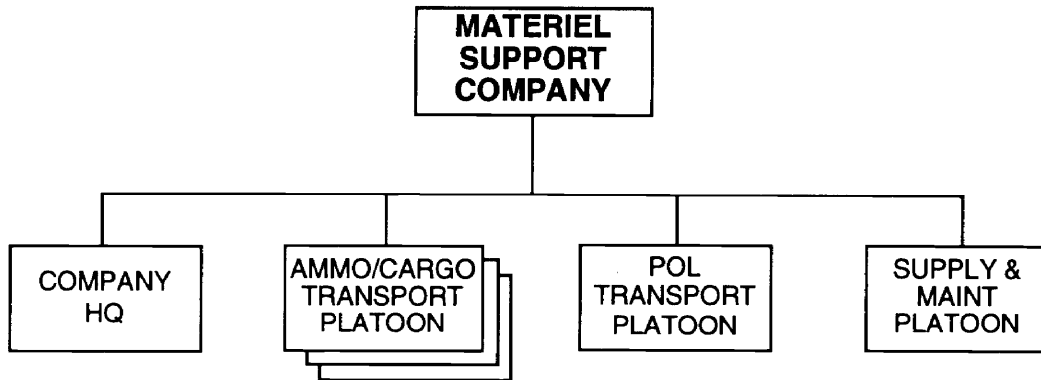 MATERIEL
SUPPORT
COMPANY
COMPANY
HQ
AMMO/CARGO
TRANSPORT
PLATOON
POL
TRANSPORT
PLATOON
SUPPLY &
MAINT
PLATOON